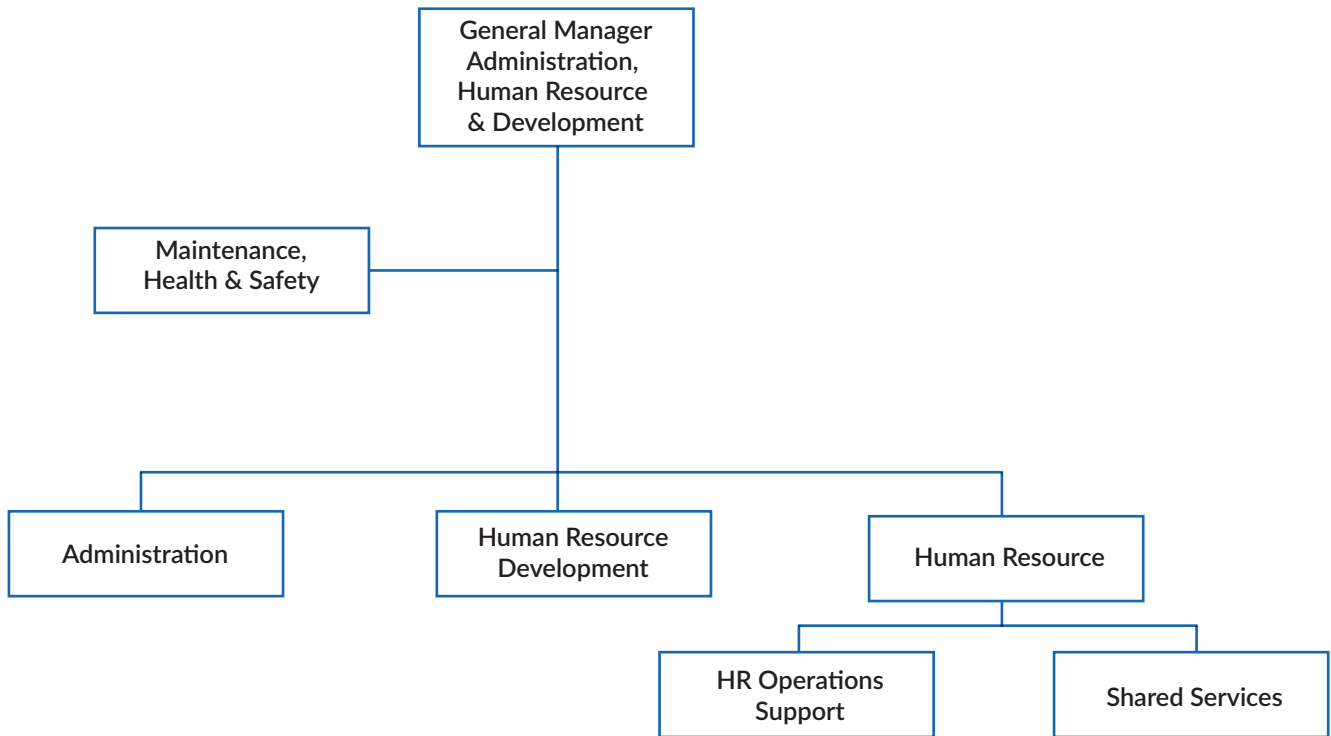 General Manager
Administration,
Human Resource
& Development
Maintenance,
Health & Safety
Administration
Human Resource
Development
Human Resource
HR Operations
Support
Shared Services